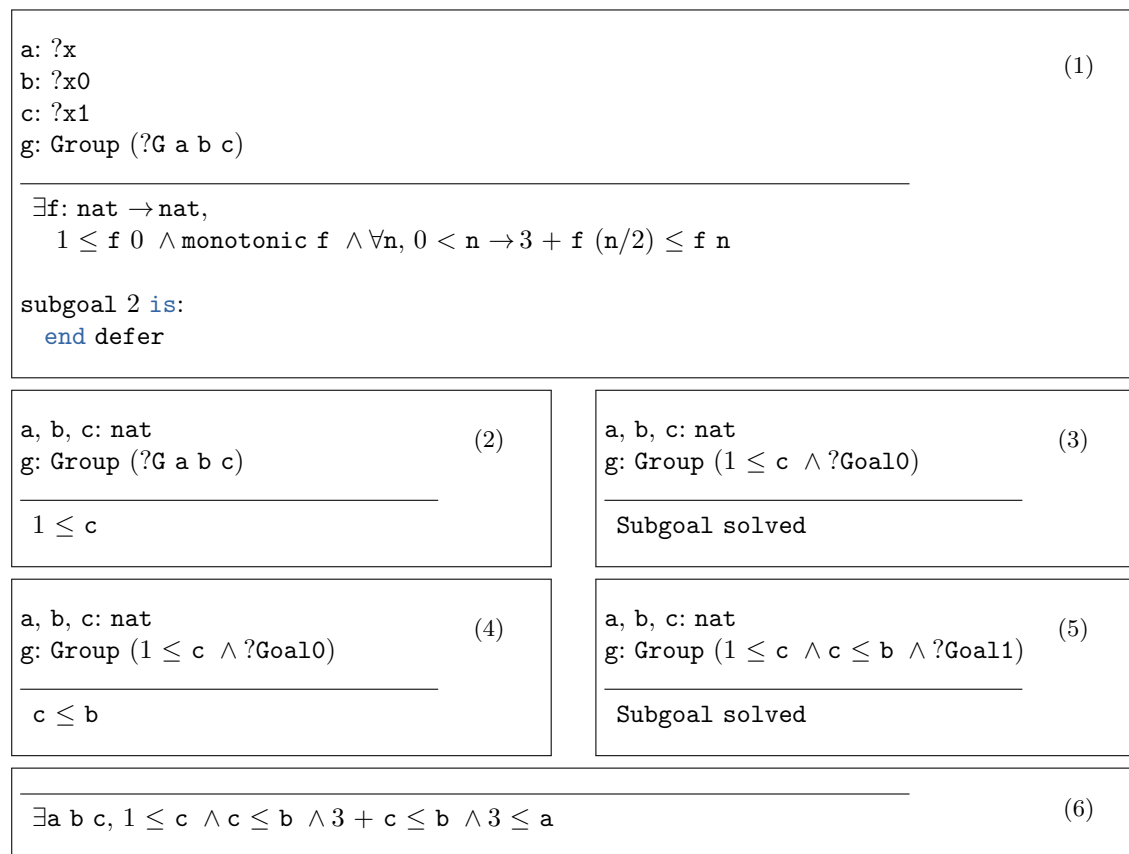 a: ?x
(1)
b: ?x0
c: ?x1
g: Group (?G a b c)
∃f: nat → nat,
1 ≤ f 0 ∧ monotonic f ∧ ∀n, 0 < n → 3 + f (n/2) ≤ f n
subgoal 2 is:
end defer
a, b, c: nat
(2)
g: Group (?G a b c)
1 ≤ c
a, b, c: nat
(3)
g: Group (1 ≤ c ∧ ?Goal0)
Subgoal solved
a, b, c: nat
(4)
g: Group (1 ≤ c ∧ ?Goal0)
c ≤ b
a, b, c: nat
(5)
g: Group (1 ≤ c ∧ c ≤ b ∧ ?Goal1)
Subgoal solved
∃a b c, 1 ≤ c ∧ c ≤ b ∧ 3 + c ≤ b ∧ 3 ≤ a
(6)